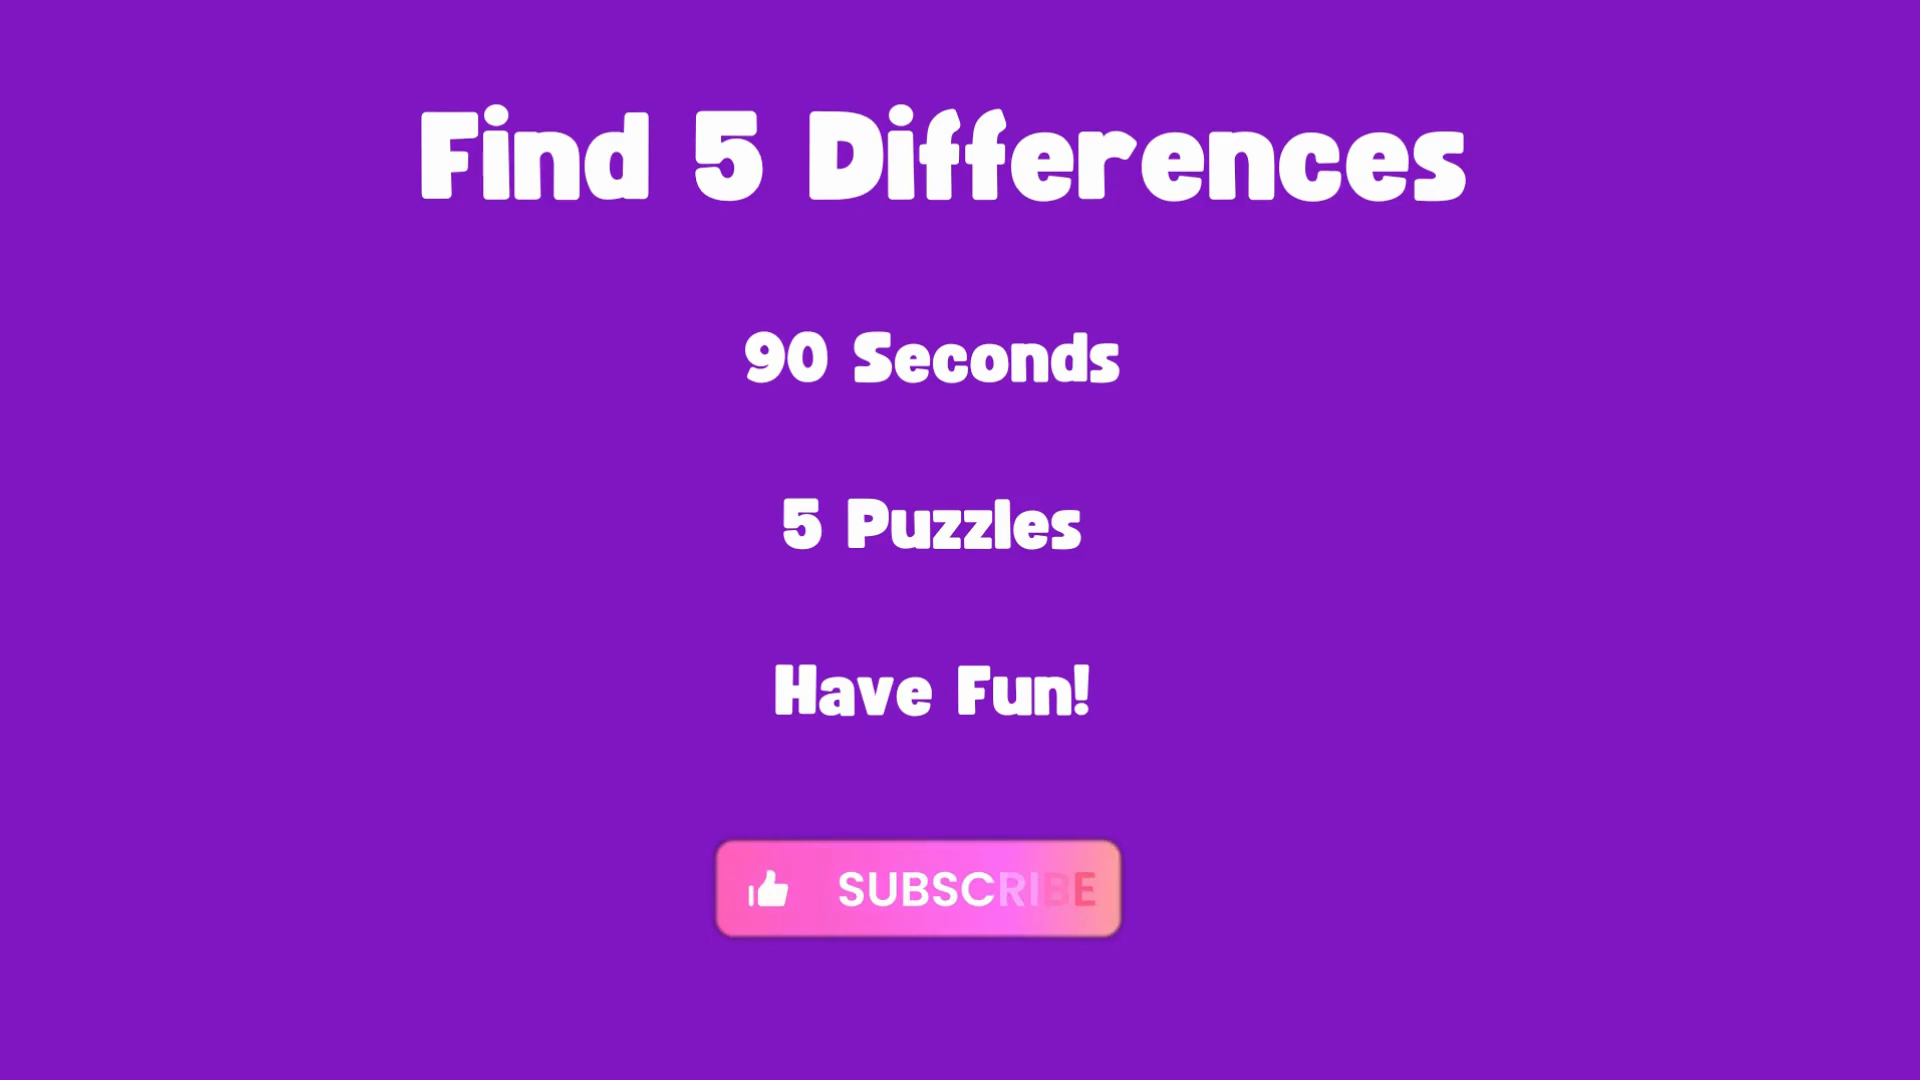 Find 5 Differences
90 Seconds
5 Puzzles
Have Fun!
SUBSCRIBE